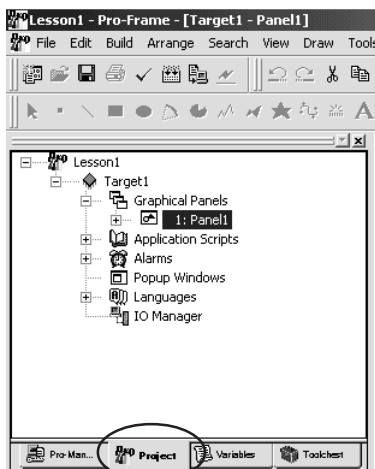 Lesson1 - Pro-Frame - [Target1 - Panel1]
File Edit Build Arrange Search View Draw Tools
A
Lesson1
Target1
Graphical Panels
1: Panel1
Application Scripts
Alarms
Popup Windows
Languages
IO Manager
Pro-Man... Project Variables Toolchest